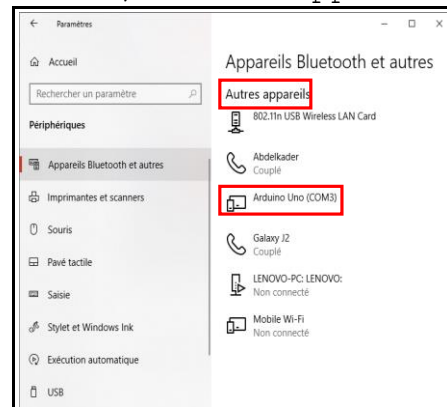 Paramètres
Accueil
Rechercher un paramètre
Périphériques
Appareils Bluetooth et autres
Imprimantes et scanners
Souris
Pavé tactile
Saisie
Stylet et Windows Ink
Exécution automatique
USB
Appareils Bluetooth et autres
Autres appareils
802.11n USB Wireless LAN Card
Abdelkader
Couplé
Arduino Uno (COM3)
Galaxy J2
Couplé
LENOVO-PC: LENOVO:
Non connecté
Mobile Wi-Fi
Non connecté